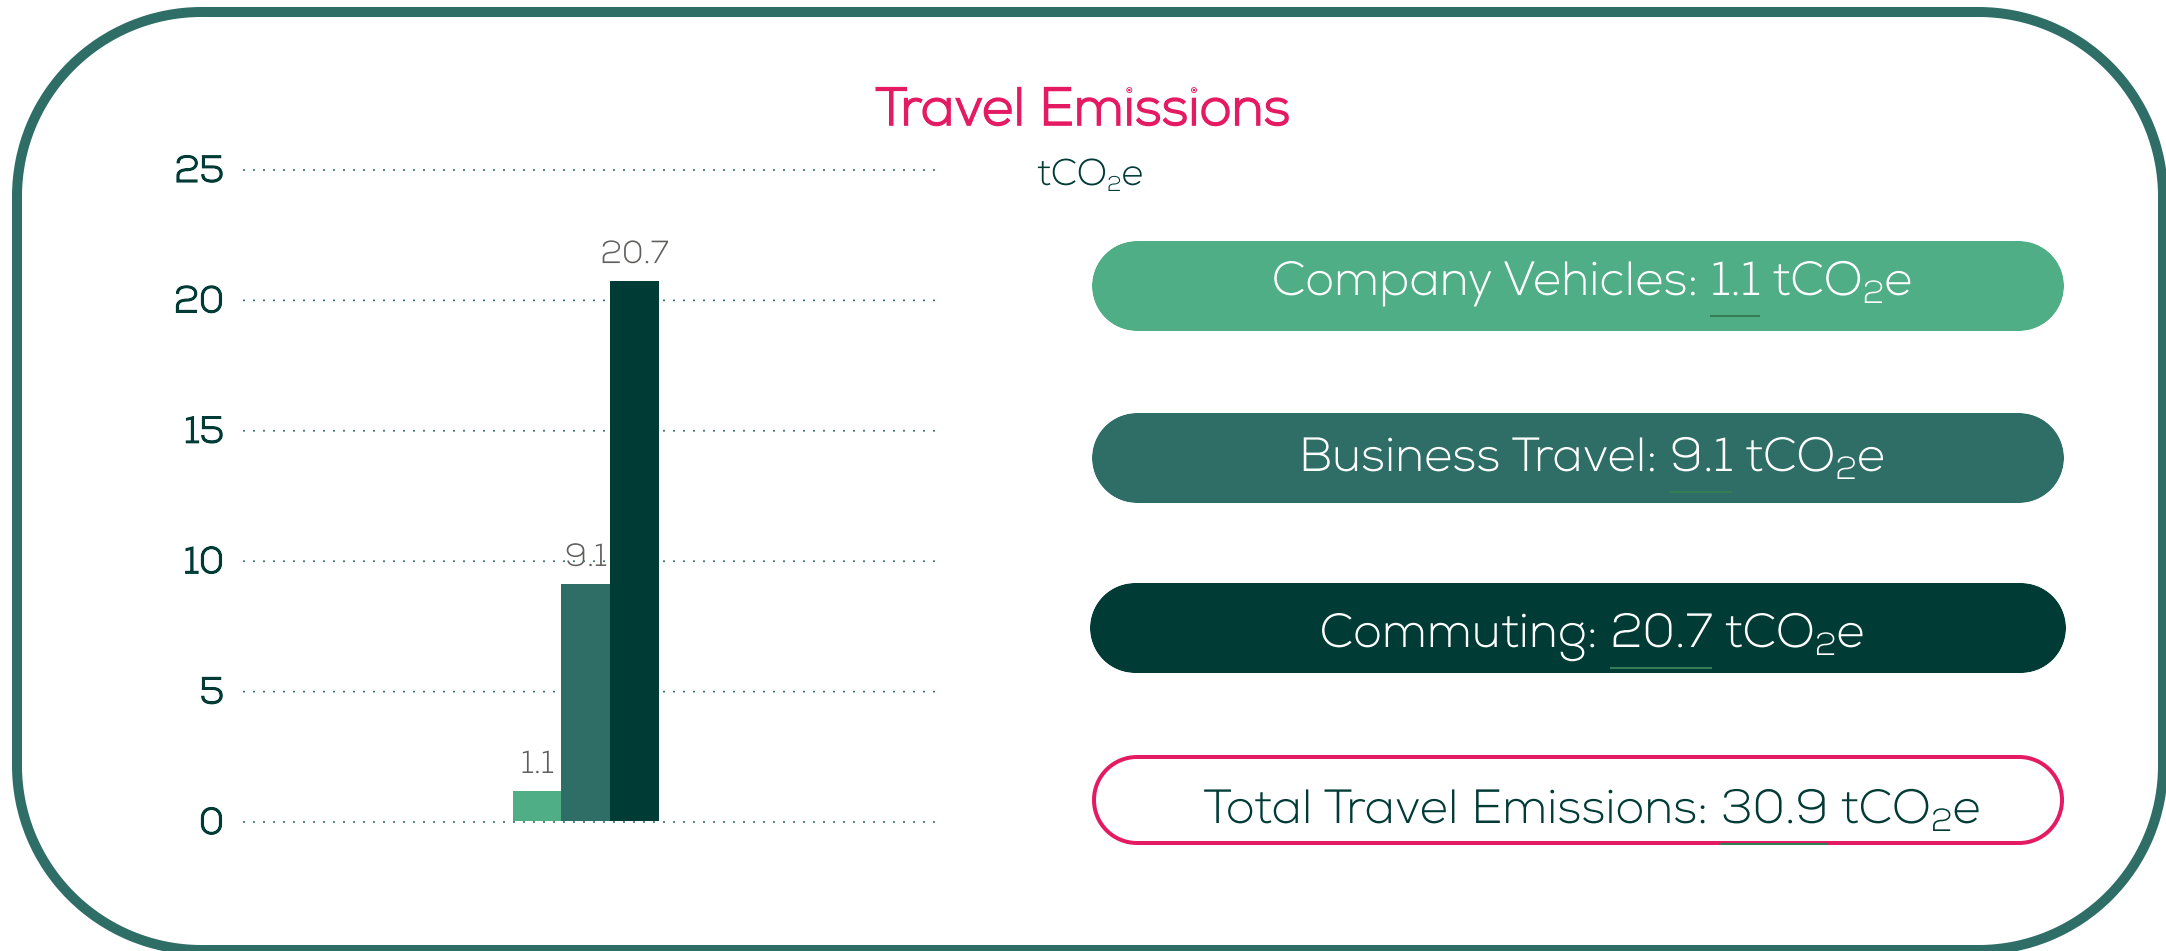 Travel Emissions
tCO₂e
25
20
15
10
5
0
1.1
9.1
20.7
Company Vehicles: 1.1 tCO₂e
Business Travel: 9.1 tCO₂e
Commuting: 20.7 tCO₂e
Total Travel Emissions: 30.9 tCO₂e